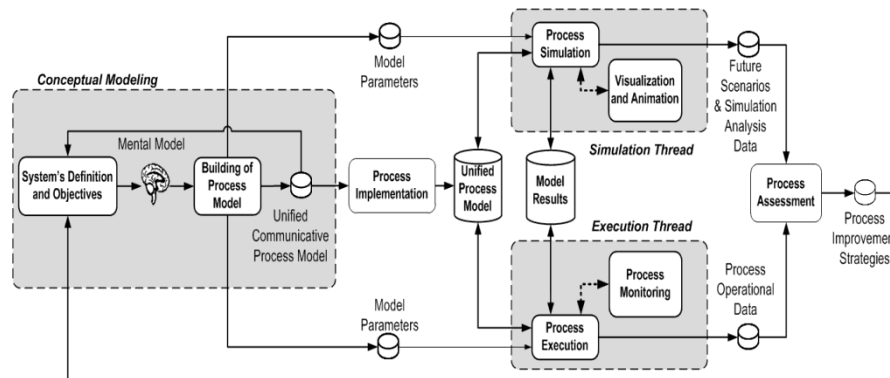 Conceptual Modeling
System's Definition
and Objectives
Mental Model
Building of
Process
Model
Unified
Communicative
Process Model
Model
Parameters
Process
Implementation
Unified
Process
Model
Model
Results
Process
Simulation
Visualization
and Animation
Simulation Thread
Execution Thread
Process
Monitoring
Process
Execution
Model
Parameters
Future
Scenarios
& Simulation
Analysis
Data
Process
Operational
Data
Process
Assessment
Process
Improvement
Strategies